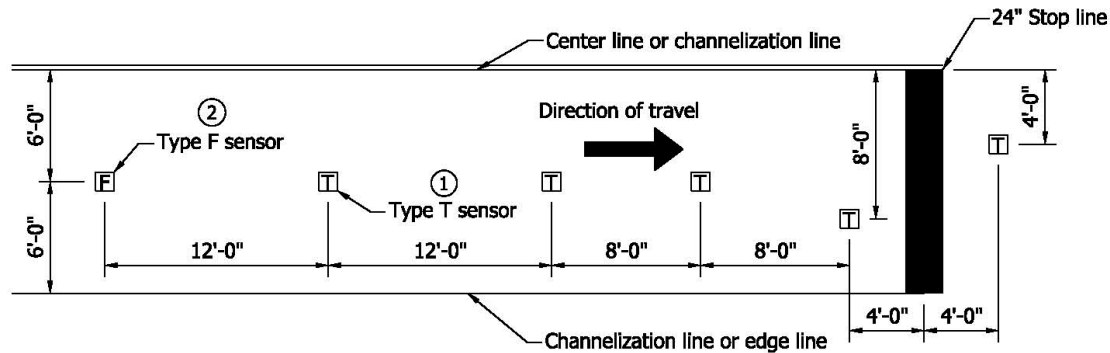 24" Stop line
Center line or channelization line
Direction of travel
2
Type F sensor
6'-0"
6'-0"
8'-0"
4'-0"
F
T
T
T
T
T
1
Type T sensor
12'-0"
12'-0"
8'-0"
8'-0"
4'-0"
4'-0"
Channelization line or edge line